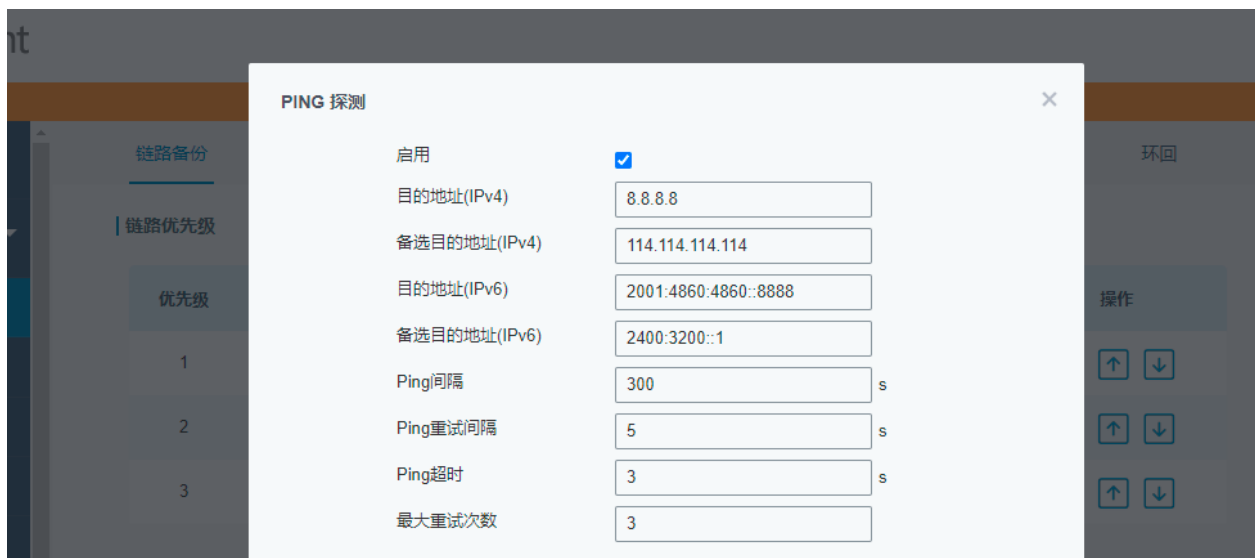 nt
PING 探测
链路备份
环回
启用
目的地址(IPv4)
8.8.8.8
链路优先级
备选目的地址(IPv4)
114.114.114.114
优先级
目的地址(IPv6)
2001:4860:4860::8888
操作
备选目的地址(IPv6)
2400:3200::1
1
Ping间隔
300
s
2
Ping重试间隔
5
s
Ping超时
3
s
3
最大重试次数
3